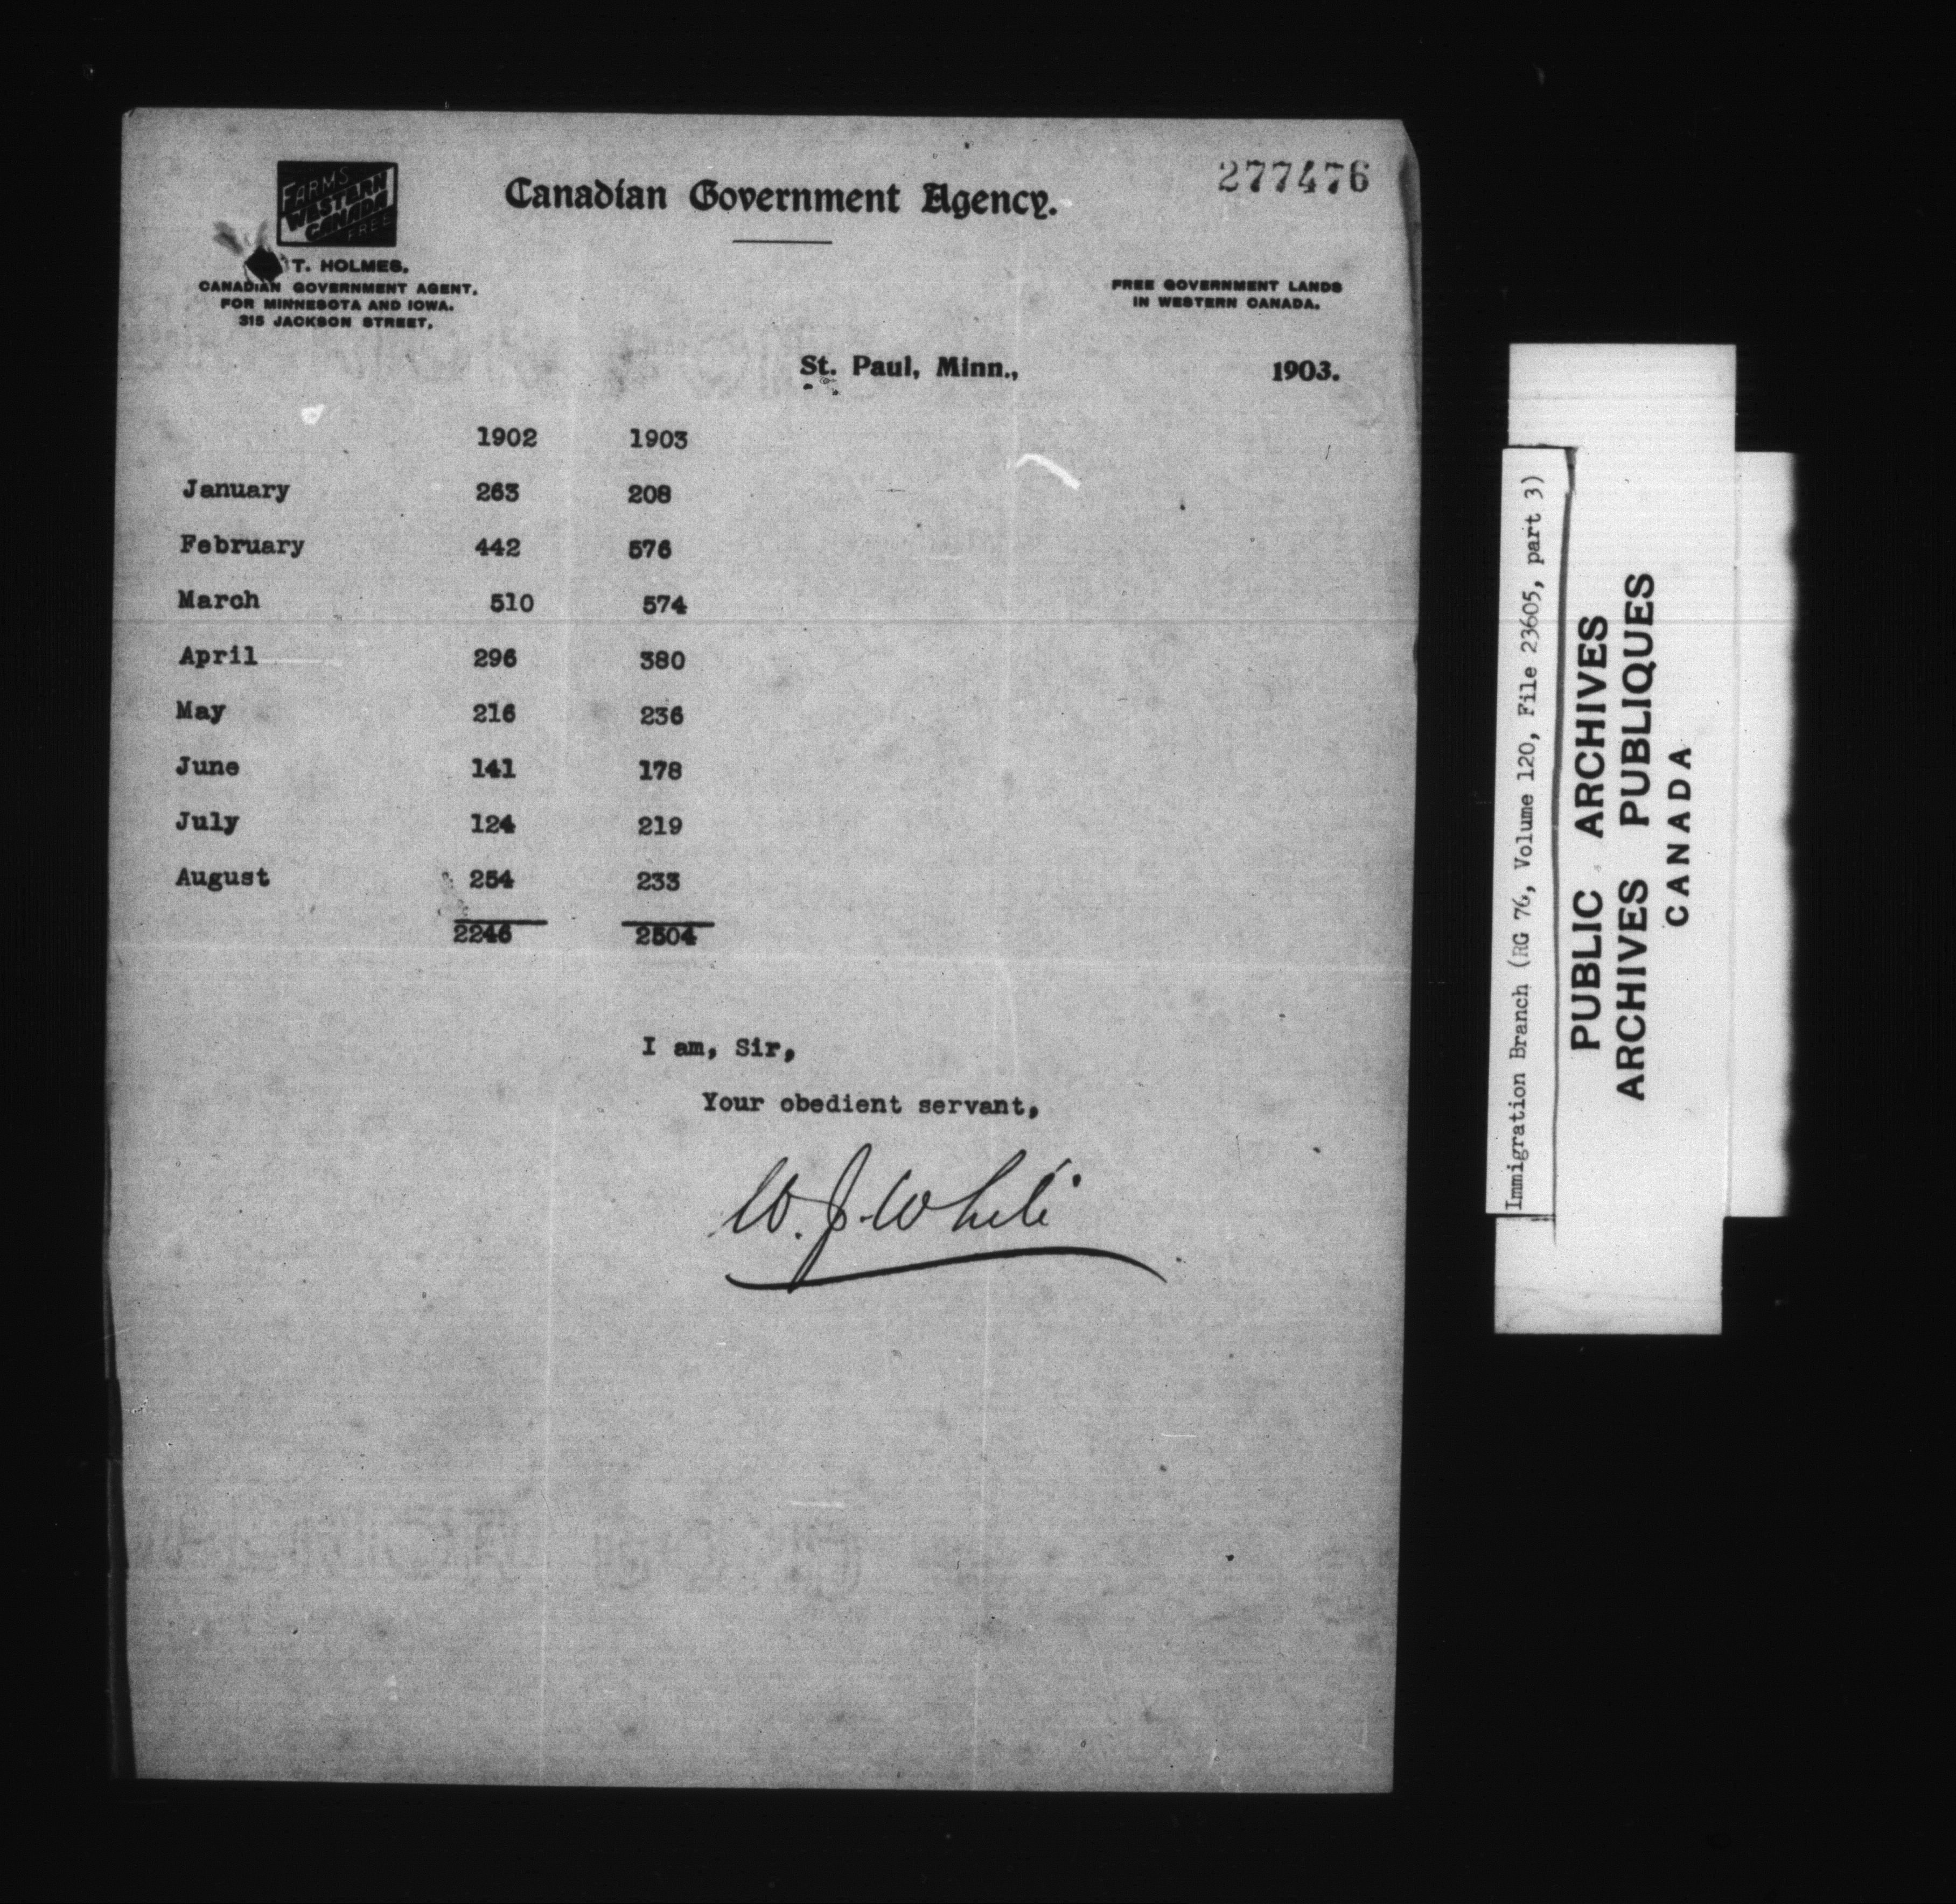 277476
FARMS
WESTERN
CANADA
FREE
Canadian Government Agency.
T. HOLMES,
CANADIAN GOVERNMENT AGENT,
FOR MINNESOTA AND IOWA.
315 JACKSON STREET,
FREE GOVERNMENT LANDS
IN WESTERN CANADA.
St. Paul, Minn., 1903.
1902 1903
January 263 208
February 442 576
March 510 574
April 296 380
May 216 236
June 141 178
July 124 219
August 254 233
2246 2504
I am, Sir,
Your obedient servant,
W. J. White
Immigration Branch (RG 76, Volume 120, File 23605, part 3)
PUBLIC ARCHIVES
ARCHIVES PUBLIQUES
CANADA